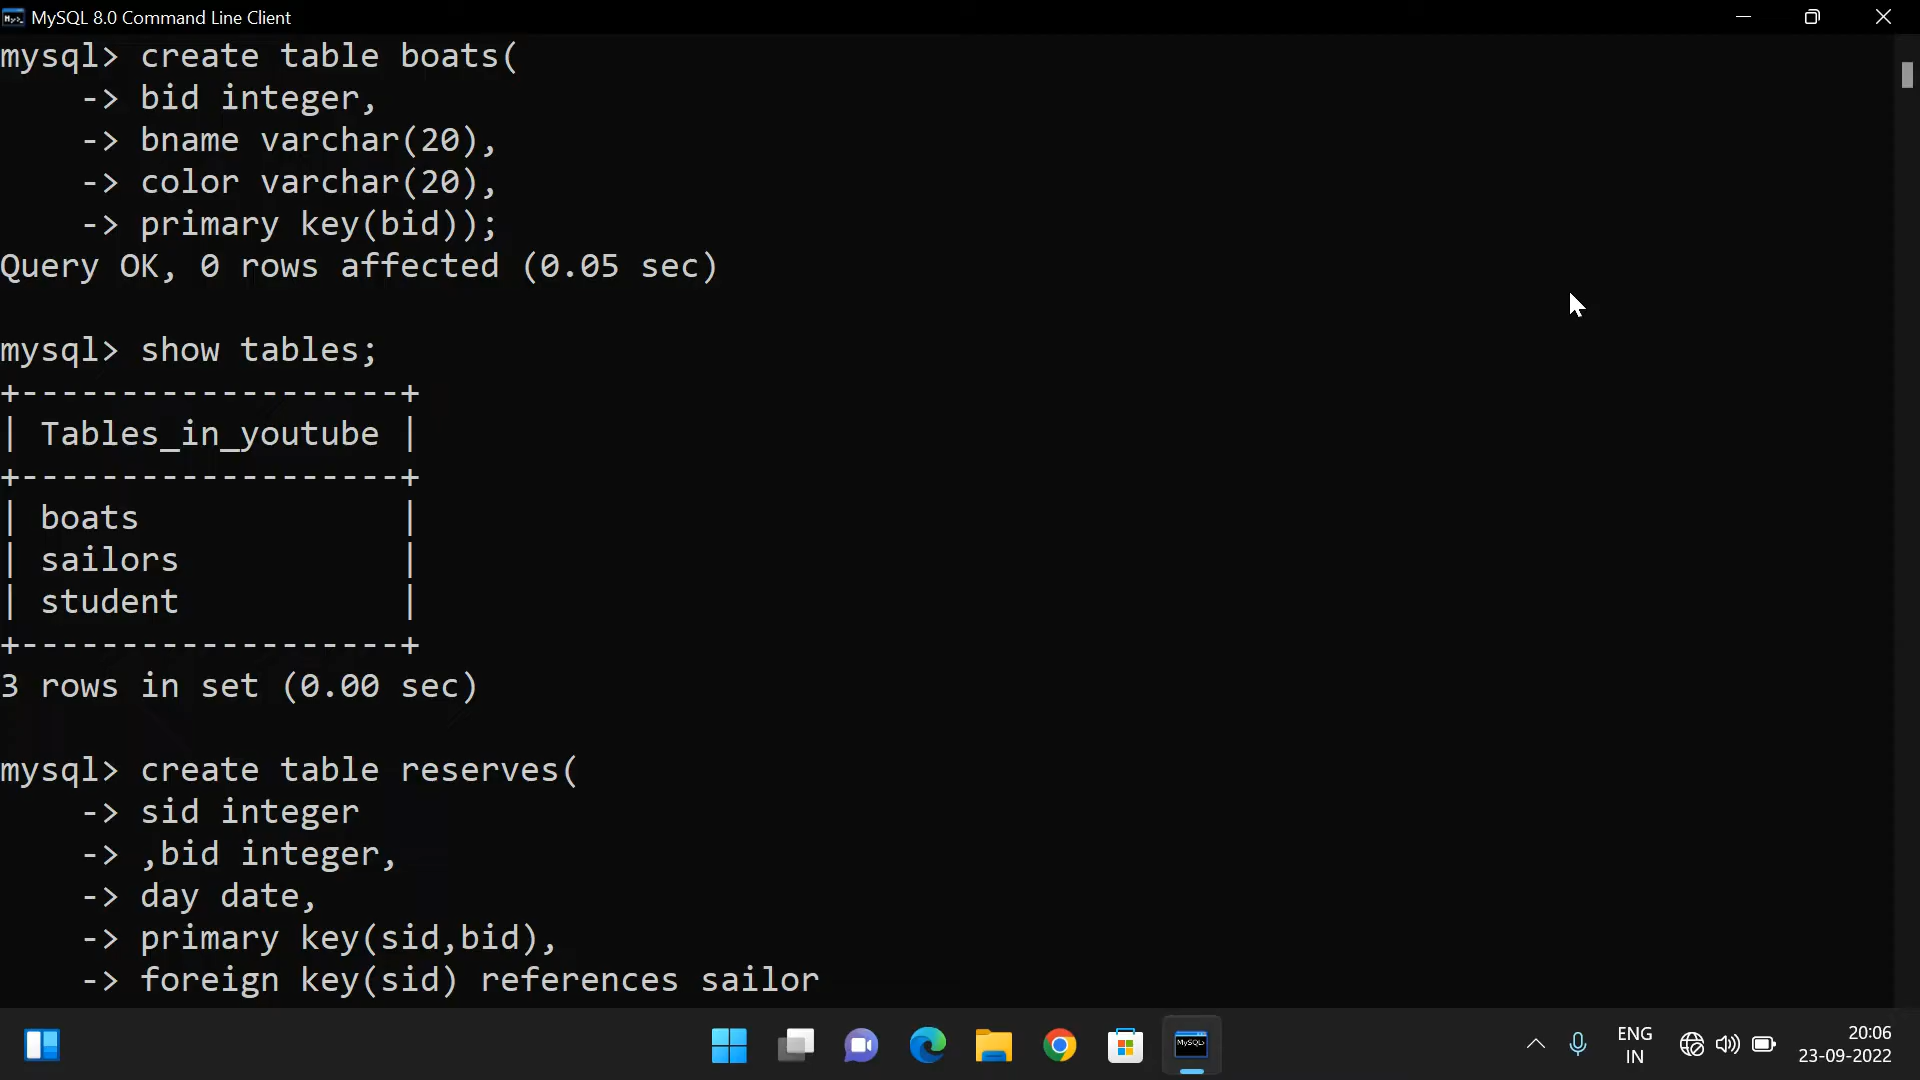 MySQL 8.0 Command Line Client
mysql> create table boats(
    -> bid integer,
    -> bname varchar(20),
    -> color varchar(20),
    -> primary key(bid));
Query OK, 0 rows affected (0.05 sec)
mysql> show tables;
+-------------------+
| Tables_in_youtube |
+-------------------+
| boats             |
| sailors           |
| student           |
+-------------------+
3 rows in set (0.00 sec)
mysql> create table reserves(
    -> sid integer
    -> ,bid integer,
    -> day date,
    -> primary key(sid,bid),
    -> foreign key(sid) references sailor
MySQL>
ENG
IN
20:06
23-09-2022